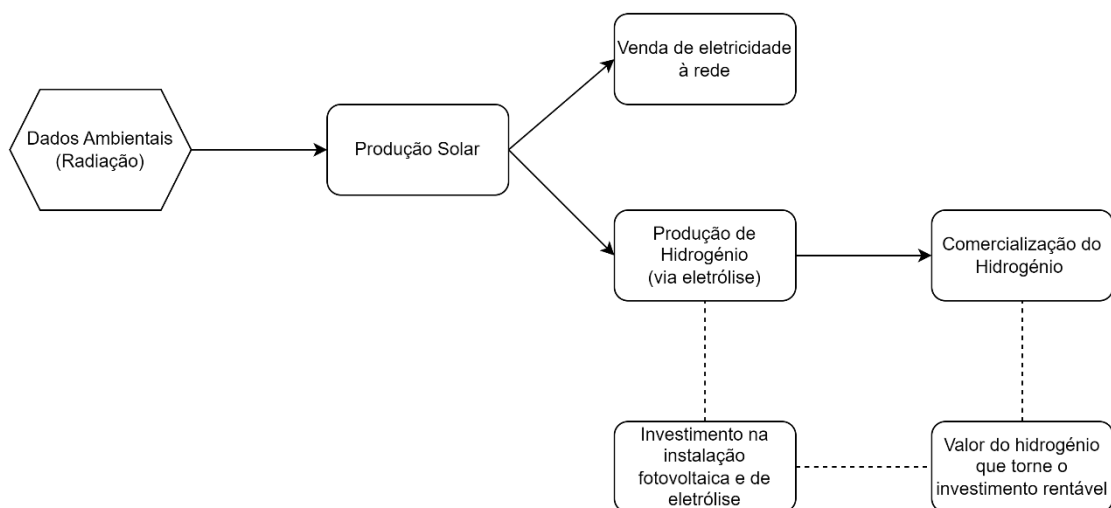 Venda de eletricidade
à rede
Dados Ambientais
(Radiação)
Produção Solar
Produção de
Hidrogénio
(via eletrólise)
Comercialização do
Hidrogénio
Investimento na
instalação
fotovoltaica e de
eletrólise
Valor do hidrogénio
que torne o
investimento rentável